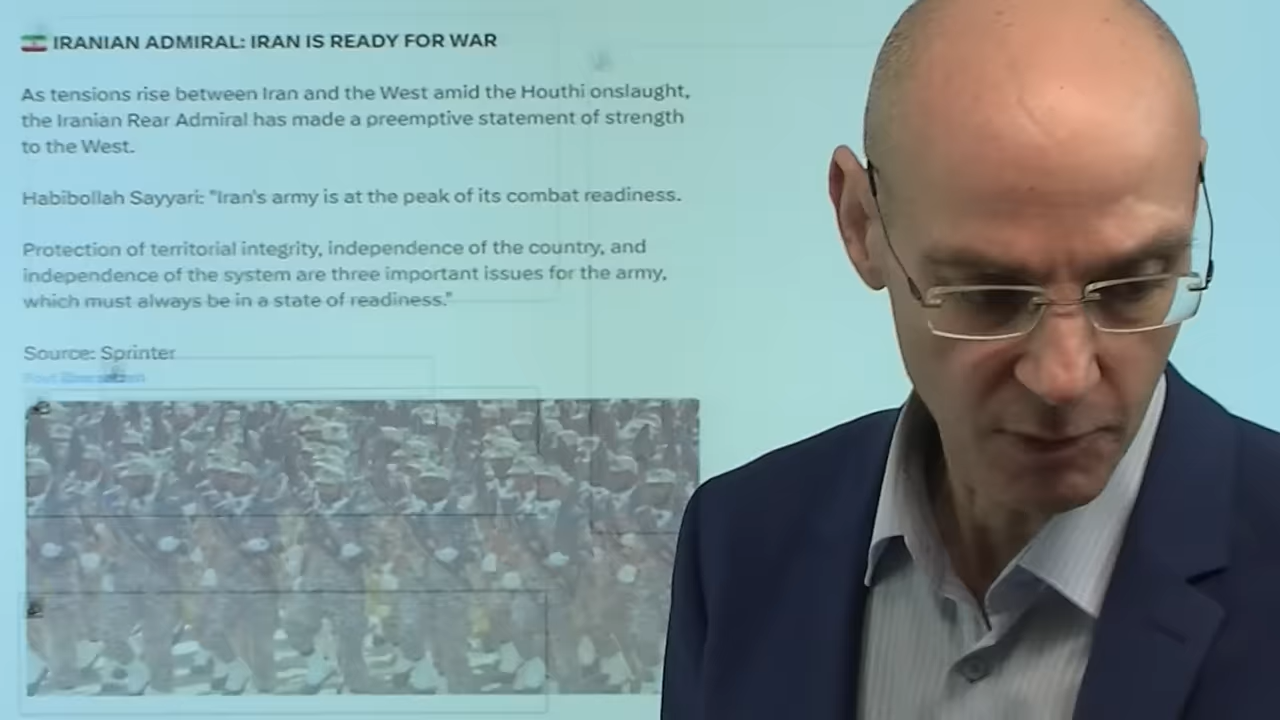 IRANIAN ADMIRAL: IRAN IS READY FOR WAR
As tensions rise between Iran and the West amid the Houthi onslaught,
the Iranian Rear Admiral has made a preemptive statement of strength
to the West.
Habibollah Sayyari: "Iran's army is at the peak of its combat readiness.
Protection of territorial integrity, independence of the country, and
independence of the system are three important issues for the army,
which must always be in a state of readiness."
Source: Sprinter